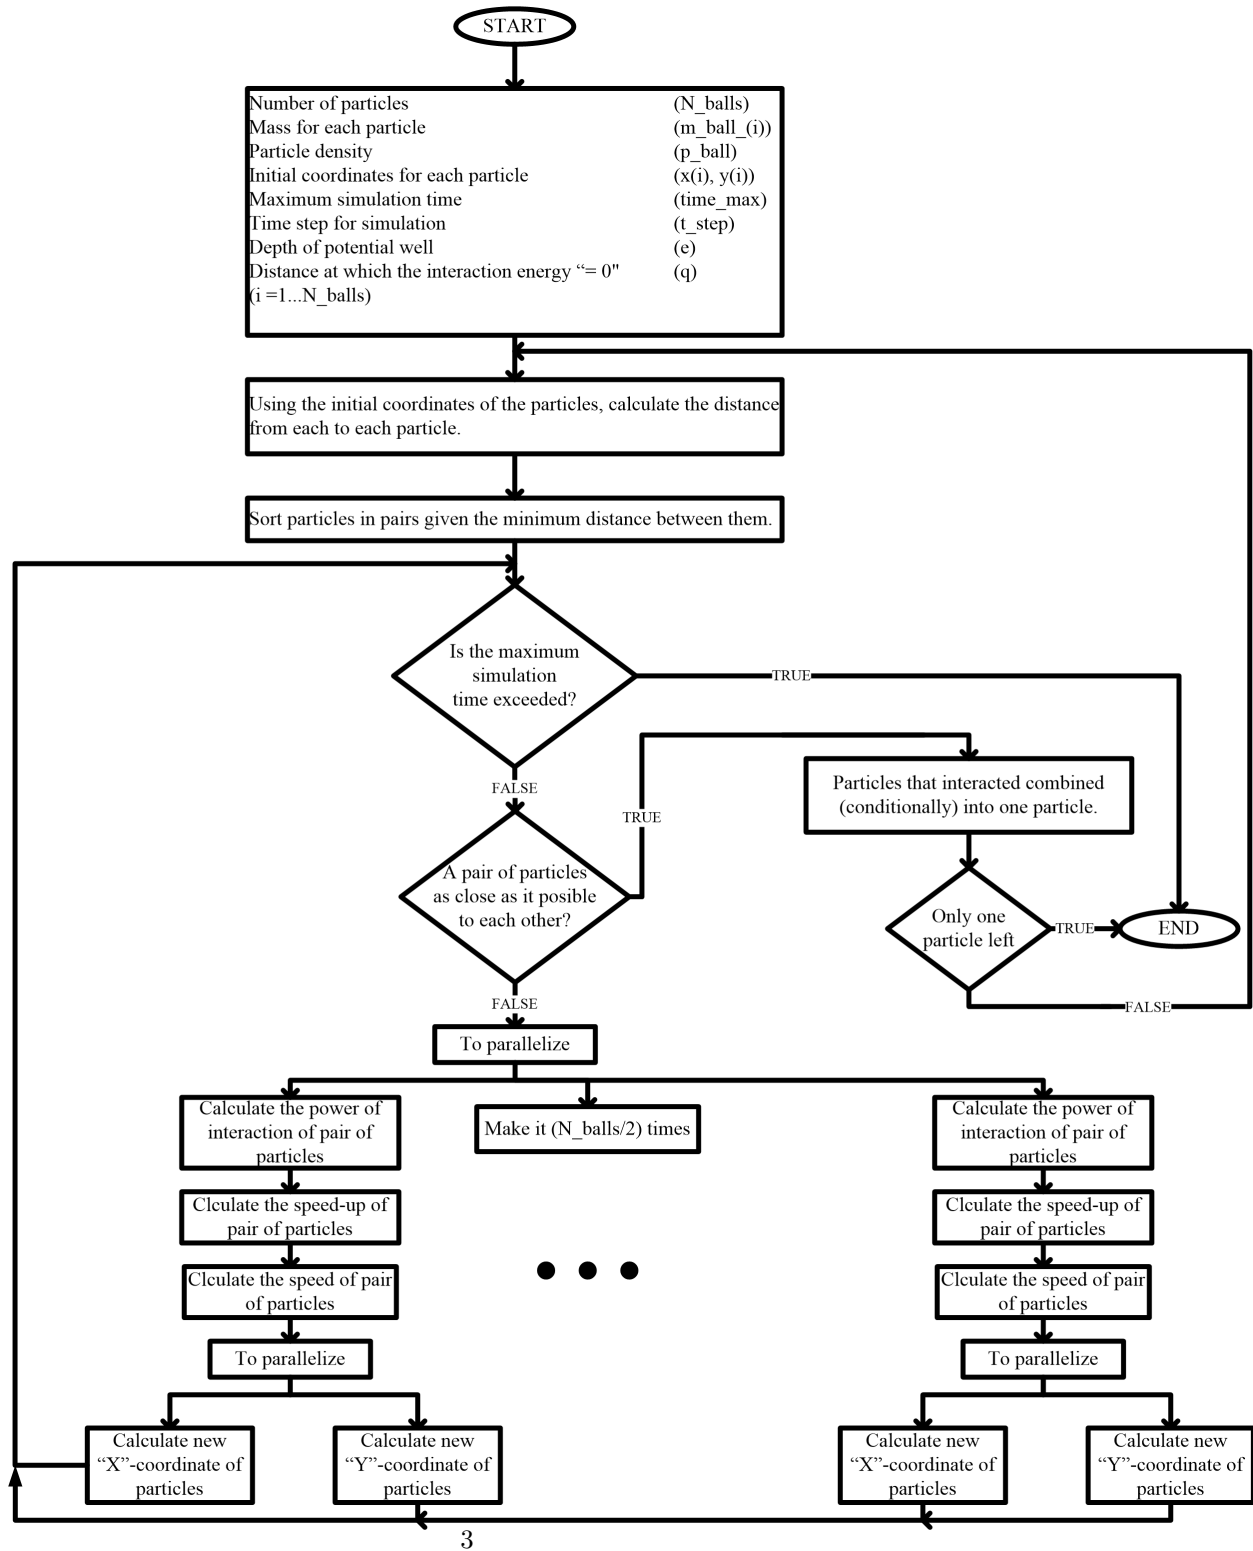 START
Number of particles (N_balls)
Mass for each particle (m_ball_(i))
Particle density (p_ball)
Initial coordinates for each particle (x(i), y(i))
Maximum simulation time (time_max)
Time step for simulation (t_step)
Depth of potential well (e)
Distance at which the interaction energy “= 0" (q)
(i =1...N_balls)
Using the initial coordinates of the particles, calculate the distance
from each to each particle.
Sort particles in pairs given the minimum distance between them.
Is the maximum
simulation
time exceeded?
TRUE
FALSE
A pair of particles
as close as it posible
to each other?
TRUE
Particles that interacted combined
(conditionally) into one particle.
Only one
particle left
TRUE
END
FALSE
FALSE
To parallelize
Calculate the power of
interaction of pair of
particles
Make it (N_balls/2) times
Calculate the power of
interaction of pair of
particles
Clculate the speed-up of
pair of particles
Clculate the speed-up of
pair of particles
Clculate the speed of pair
of particles
Clculate the speed of pair
of particles
To parallelize
To parallelize
Calculate new
“X”-coordinate of
particles
Calculate new
“Y”-coordinate of
particles
Calculate new
“X”-coordinate of
particles
Calculate new
“Y”-coordinate of
particles
3